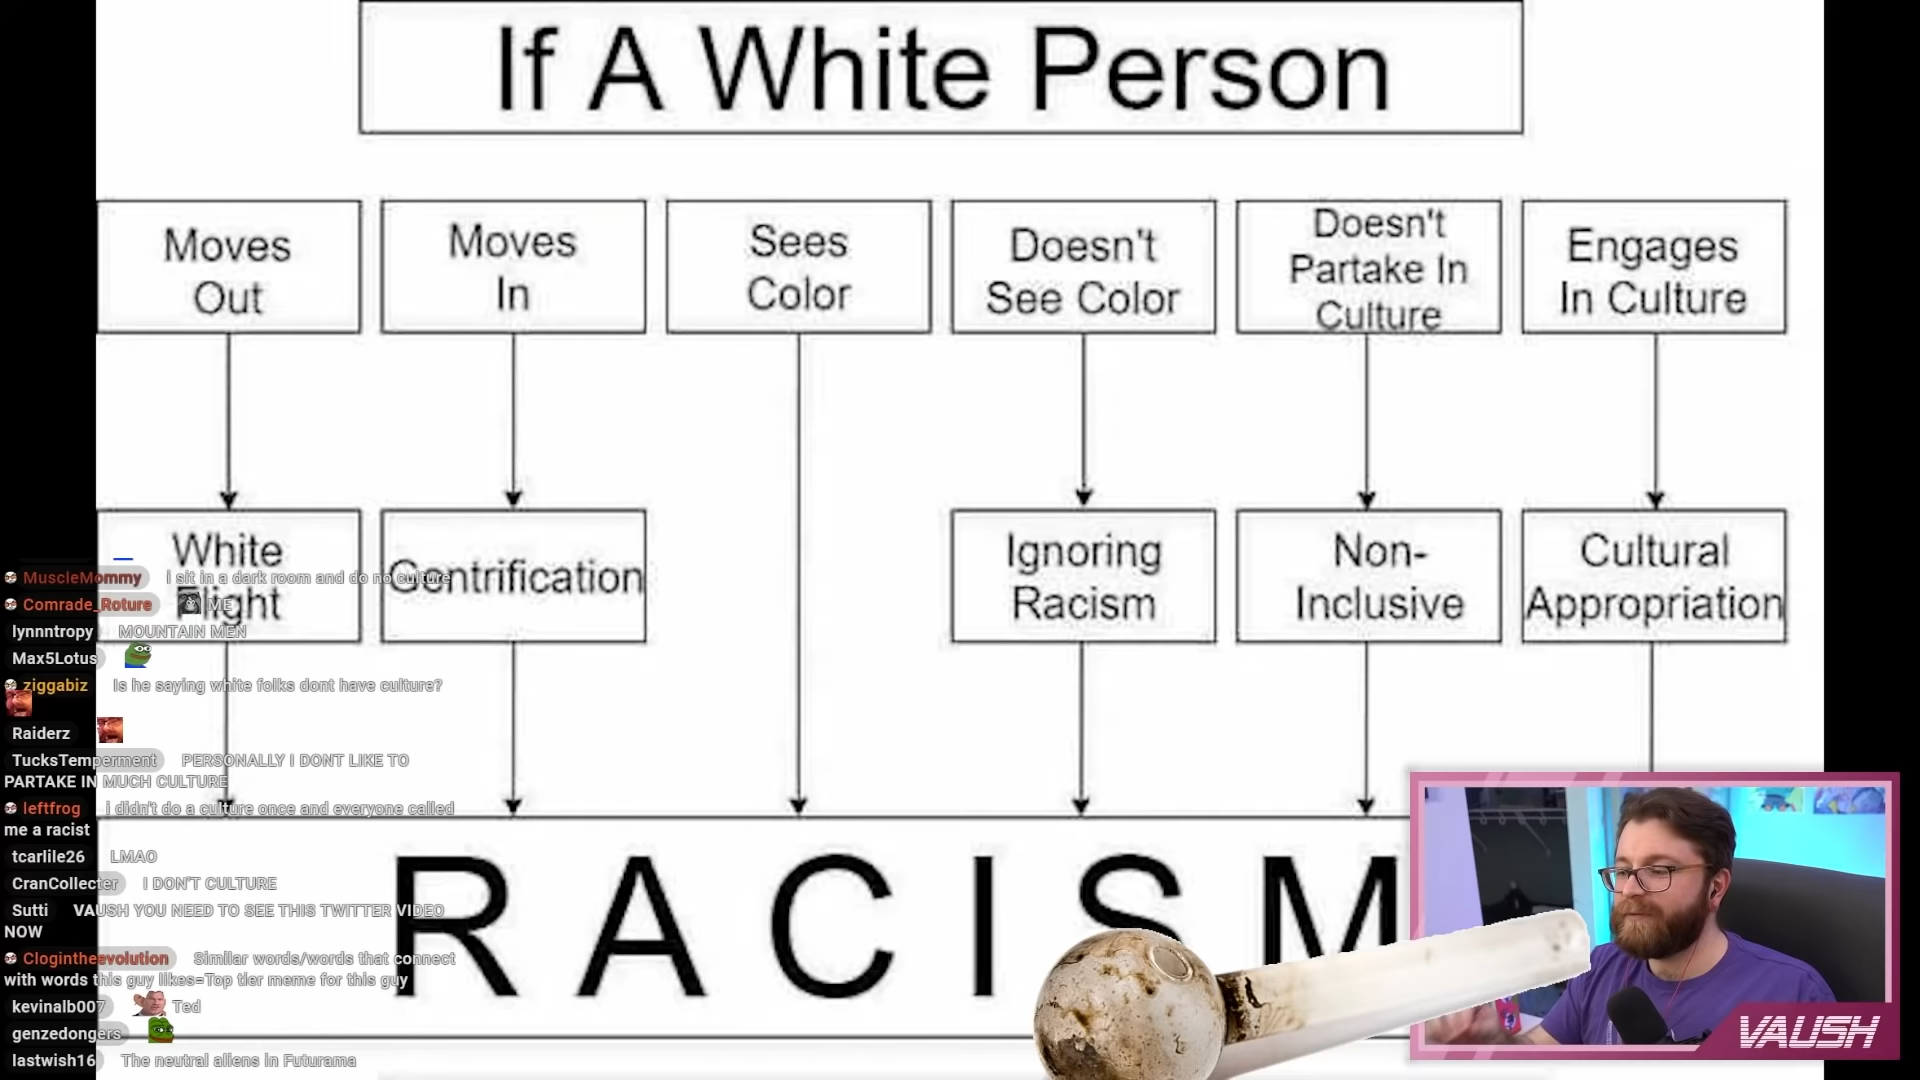 If A White Person
Moves
Out
Moves
In
Sees
Color
Doesn't
See Color
Doesn't
Partake In
Culture
Engages
In Culture
White
Flight
Gentrification
Ignoring
Racism
Non-
Inclusive
Cultural
Appropriation
RACISM
MuscleMommy i sit in a dark room and do no culture
Comrade_Roture ME
lynnntropy MOUNTAIN MEN
Max5Lotus
ziggabiz Is he saying white folks dont have culture?
Raiderz
TucksTemperment PERSONALLY I DONT LIKE TO
PARTAKE IN MUCH CULTURE
leftfrog i didn't do a culture once and everyone called
me a racist
tcarlile26 LMAO
CranCollecter I DON'T CULTURE
Sutti VAUSH YOU NEED TO SEE THIS TWITTER VIDEO
NOW
Viewer chat: Clogintheevolution Similar words/words that connect
with words this guy likes=Top tier meme for this guy
kevinalb007 Ted
genzedongers
lastwish16 The neutral aliens in Futurama
VAUSH